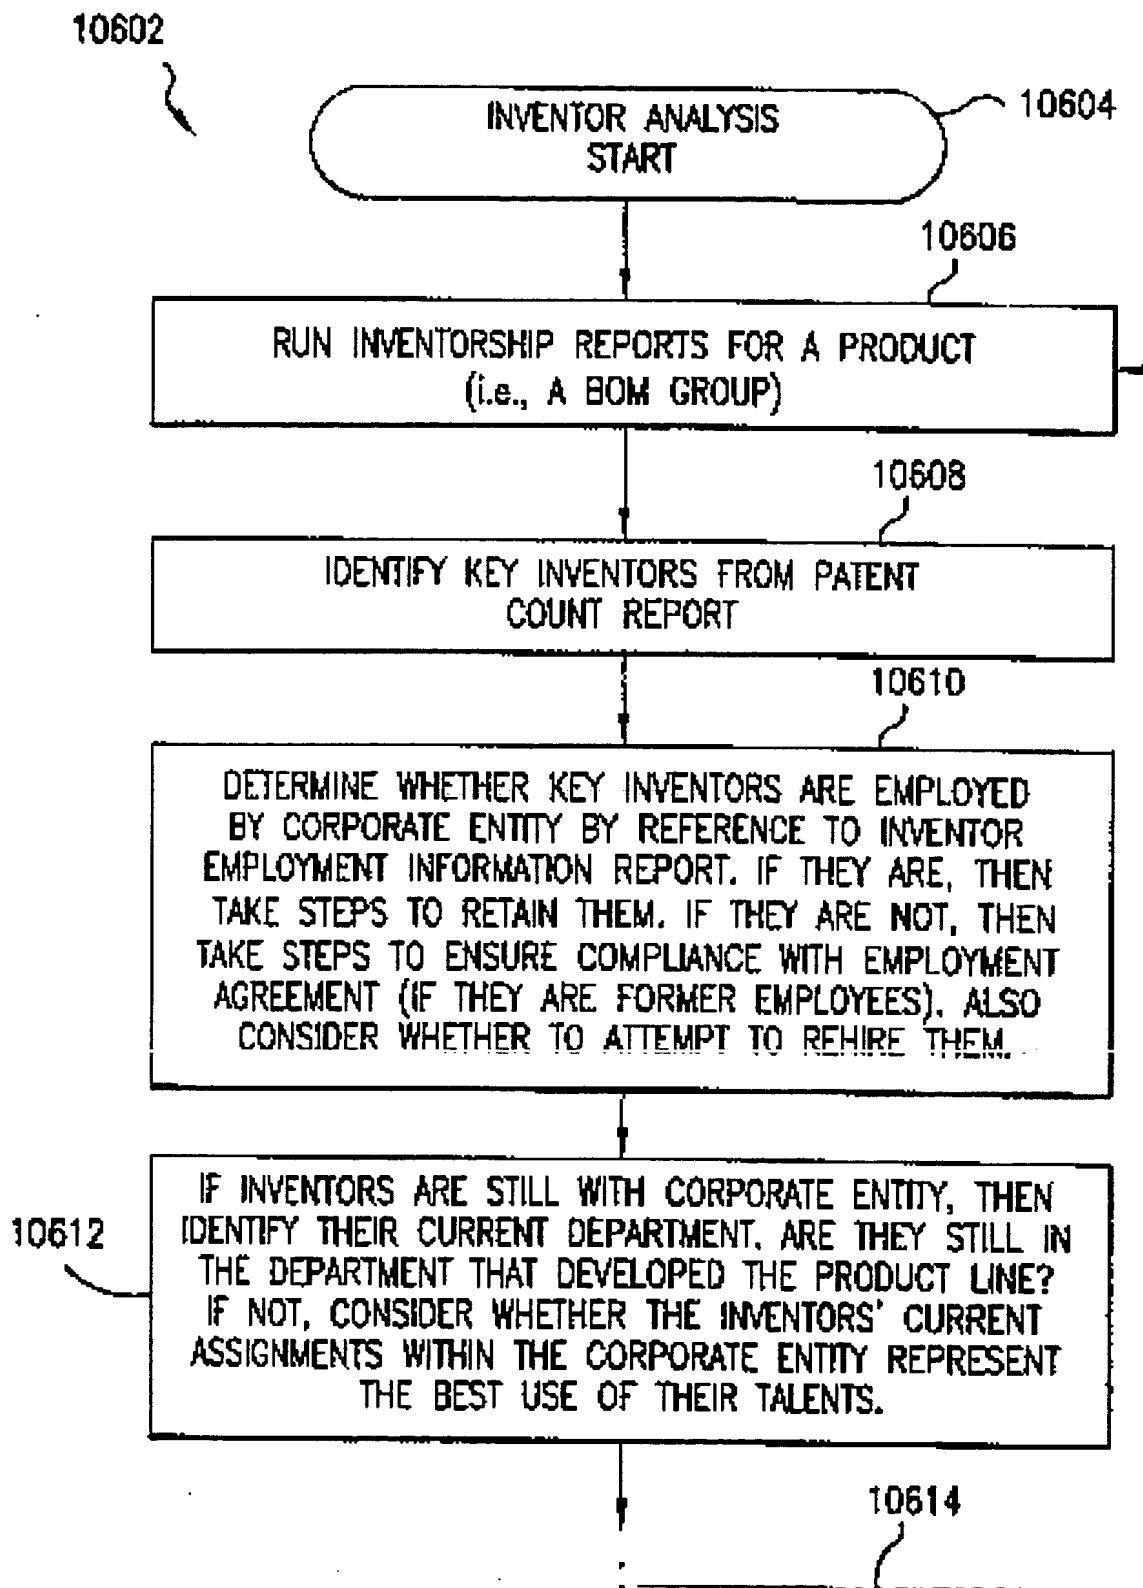 10602
INVENTOR ANALYSIS
START
10604
10606
RUN INVENTORSHIP REPORTS FOR A PRODUCT
(i.e., A BOM GROUP)
10608
IDENTIFY KEY INVENTORS FROM PATENT
COUNT REPORT
10610
DETERMINE WHETHER KEY INVENTORS ARE EMPLOYED
BY CORPORATE ENTITY BY REFERENCE TO INVENTOR
EMPLOYMENT INFORMATION REPORT. IF THEY ARE, THEN
TAKE STEPS TO RETAIN THEM. IF THEY ARE NOT, THEN
TAKE STEPS TO ENSURE COMPLIANCE WITH EMPLOYMENT
AGREEMENT (IF THEY ARE FORMER EMPLOYEES). ALSO
CONSIDER WHETHER TO ATTEMPT TO REHIRE THEM.
10612
IF INVENTORS ARE STILL WITH CORPORATE ENTITY, THEN
IDENTIFY THEIR CURRENT DEPARTMENT. ARE THEY STILL IN
THE DEPARTMENT THAT DEVELOPED THE PRODUCT LINE?
IF NOT, CONSIDER WHETHER THE INVENTORS' CURRENT
ASSIGNMENTS WITHIN THE CORPORATE ENTITY REPRESENT
THE BEST USE OF THEIR TALENTS.
10614